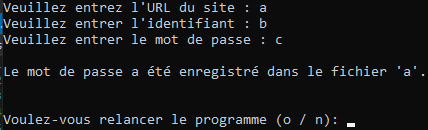 Veuillez entrez l'URL du site : a
Veuillez entrer l'identifiant : b
Veuillez entrer le mot de passe : c
Le mot de passe a été enregistré dans le fichier 'a'.
Voulez-vous relancer le programme (o / n):